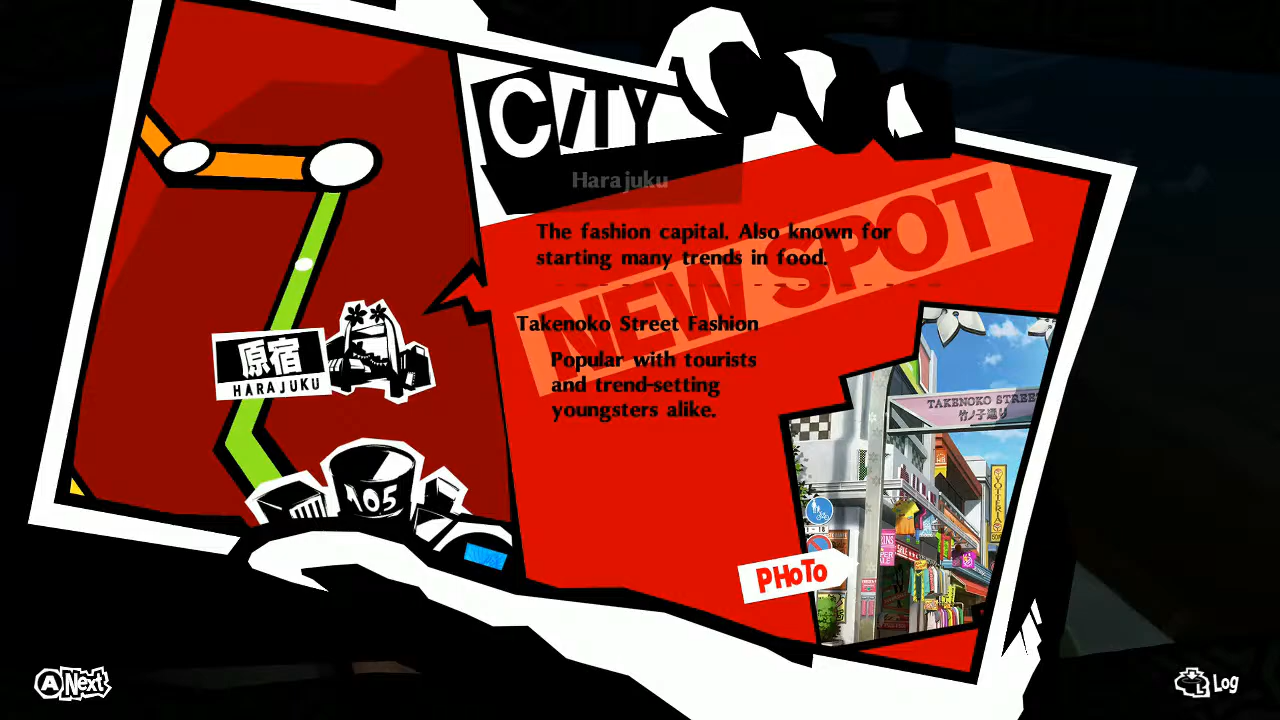 CITY
Harajuku
NEW SPOT
The fashion capital. Also known for
starting many trends in food.
Takenoko Street Fashion
Popular with tourists
and trend-setting
youngsters alike.
原宿
HARAJUKU
105
TAKENOKO STREET
竹ノ子通り
PHOTO
A Next
L Log